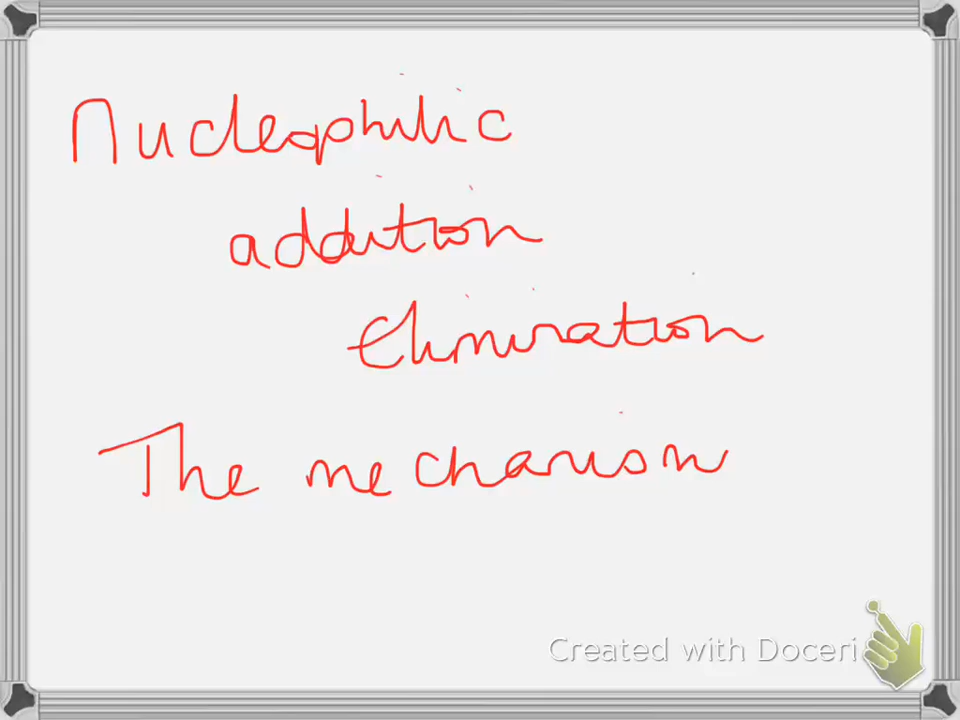 Nucleophilic
addition
Elimination
The mechanism
Created with Doceri